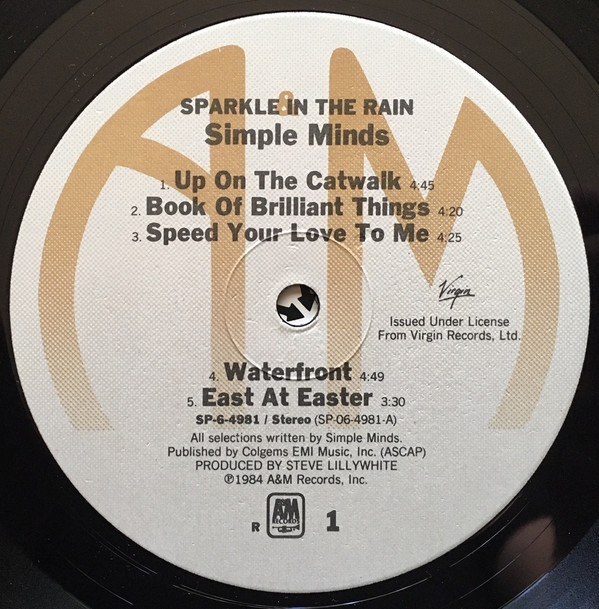 A&M
SPARKLE IN THE RAIN
Simple Minds
1. Up On The Catwalk 4:45
2. Book Of Brilliant Things 4:20
3. Speed Your Love To Me 4:25
Virgin
Issued Under License
From Virgin Records, Ltd.
4. Waterfront 4:49
5. East At Easter 3:30
SP-6-4981 / Stereo (SP-06-4981-A)
All selections written by Simple Minds.
Published by Colgems EMI Music, Inc. (ASCAP)
PRODUCED BY STEVE LILLYWHITE
℗1984 A&M Records, Inc.
R A&M RECORDS 1